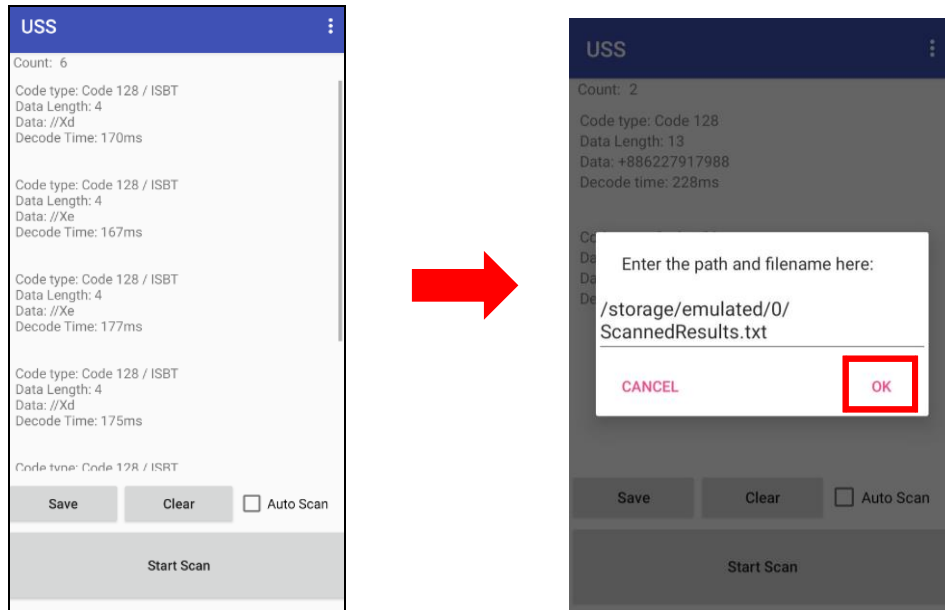 USS
Count: 6
Code type: Code 128 / ISBT
Data Length: 4
Data: //Xd
Decode Time: 170ms
Code type: Code 128 / ISBT
Data Length: 4
Data: //Xe
Decode Time: 167ms
Code type: Code 128 / ISBT
Data Length: 4
Data: //Xe
Decode Time: 177ms
Code type: Code 128 / ISBT
Data Length: 4
Data: //Xd
Decode Time: 175ms
Code type: Code 128 / ISBT
Save Clear Auto Scan
Start Scan
USS
Count: 2
Code type: Code 128
Data Length: 13
Data: +886227917988
Decode time: 228ms
Enter the path and filename here:
/storage/emulated/0/
ScannedResults.txt
CANCEL OK
Save Clear Auto Scan
Start Scan